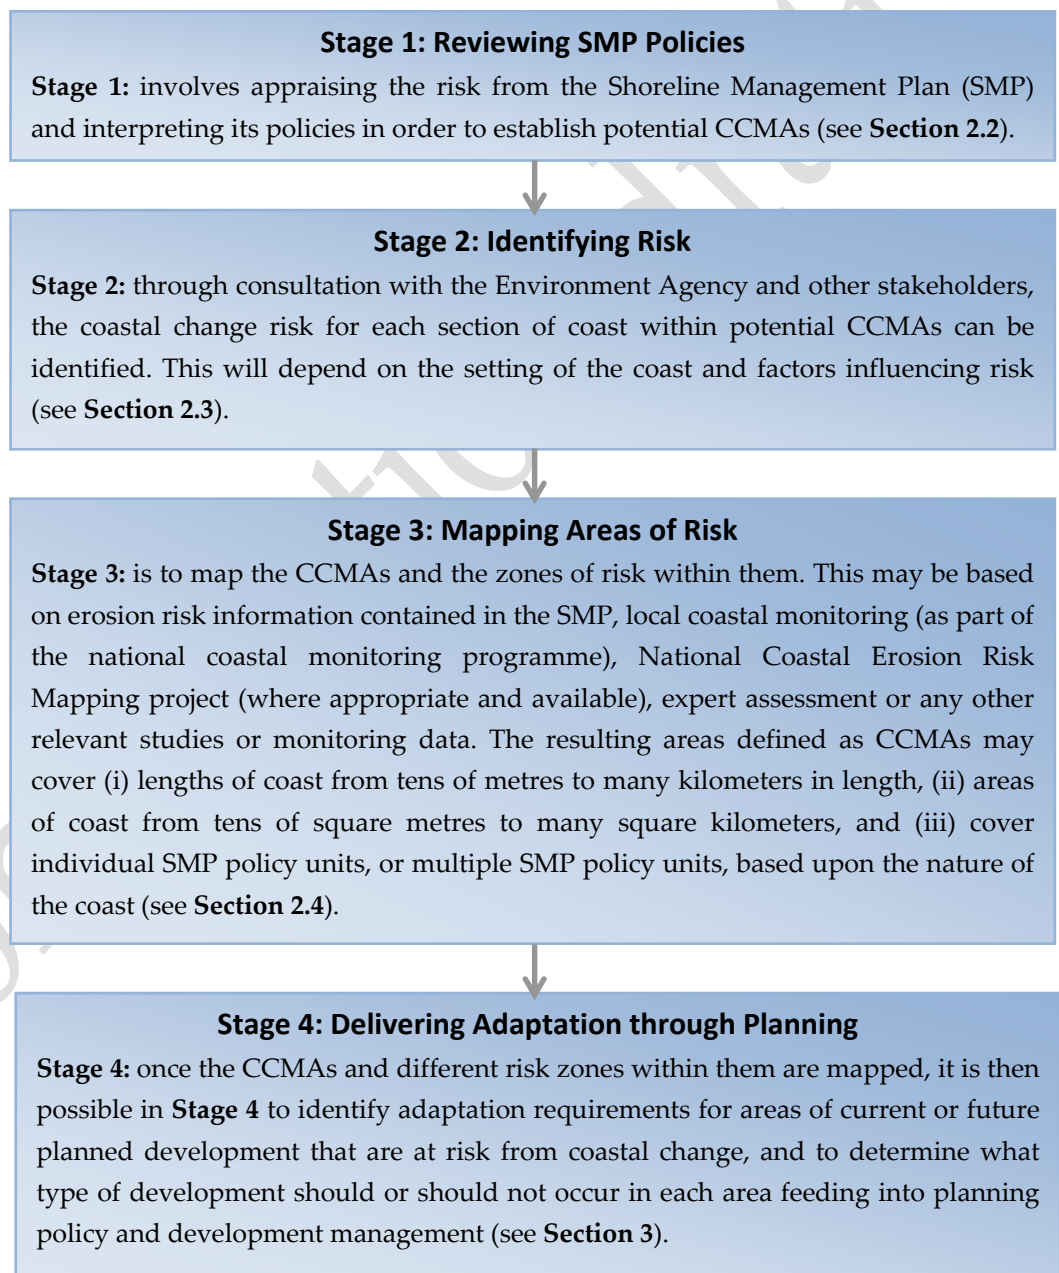 Stage 1: Reviewing SMP Policies
Stage 1: involves appraising the risk from the Shoreline Management Plan (SMP)
and interpreting its policies in order to establish potential CCMAs (see Section 2.2).
Stage 2: Identifying Risk
Stage 2: through consultation with the Environment Agency and other stakeholders,
the coastal change risk for each section of coast within potential CCMAs can be
identified. This will depend on the setting of the coast and factors influencing risk
(see Section 2.3).
Stage 3: Mapping Areas of Risk
Stage 3: is to map the CCMAs and the zones of risk within them. This may be based
on erosion risk information contained in the SMP, local coastal monitoring (as part of
the national coastal monitoring programme), National Coastal Erosion Risk
Mapping project (where appropriate and available), expert assessment or any other
relevant studies or monitoring data. The resulting areas defined as CCMAs may
cover (i) lengths of coast from tens of metres to many kilometers in length, (ii) areas
of coast from tens of square metres to many square kilometers, and (iii) cover
individual SMP policy units, or multiple SMP policy units, based upon the nature of
the coast (see Section 2.4).
Stage 4: Delivering Adaptation through Planning
Stage 4: once the CCMAs and different risk zones within them are mapped, it is then
possible in Stage 4 to identify adaptation requirements for areas of current or future
planned development that are at risk from coastal change, and to determine what
type of development should or should not occur in each area feeding into planning
policy and development management (see Section 3).